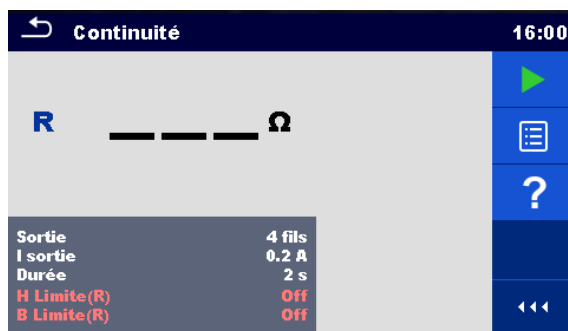 Continuité 16:00
R _ _ _ Ω
?
Sortie 4 fils
I sortie 0.2 A
Durée 2 s
H Limite(R) Off
B Limite(R) Off